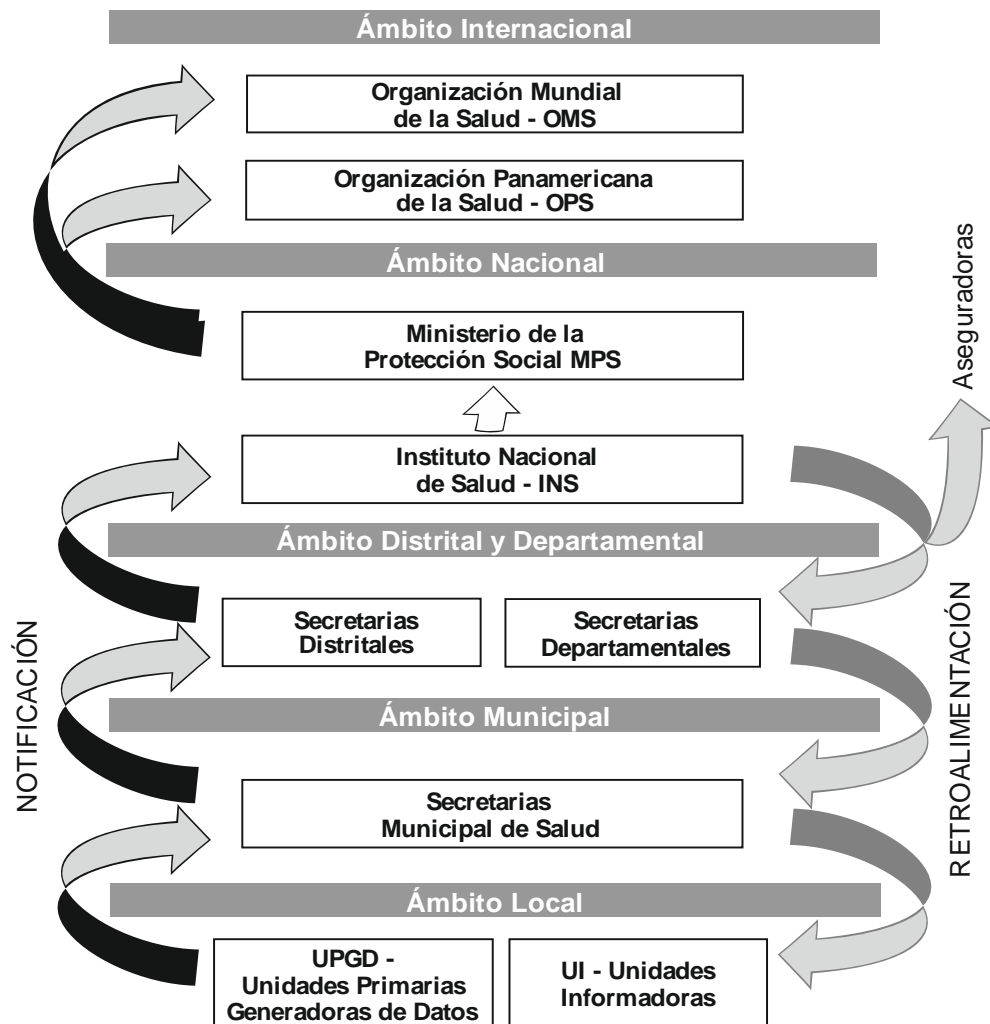 Ámbito Internacional
Organización Mundial
de la Salud - OMS
Organización Panamericana
de la Salud - OPS
Ámbito Nacional
Ministerio de la
Protección Social MPS
Aseguradoras
Instituto Nacional
de Salud - INS
Ámbito Distrital y Departamental
Secretarias
Distritales
Secretarias
Departamentales
NOTIFICACIÓN
RETROALIMENTACIÓN
Ámbito Municipal
Secretarias
Municipal de Salud
Ámbito Local
UPGD -
Unidades Primarias
Generadoras de Datos
UI - Unidades
Informadoras